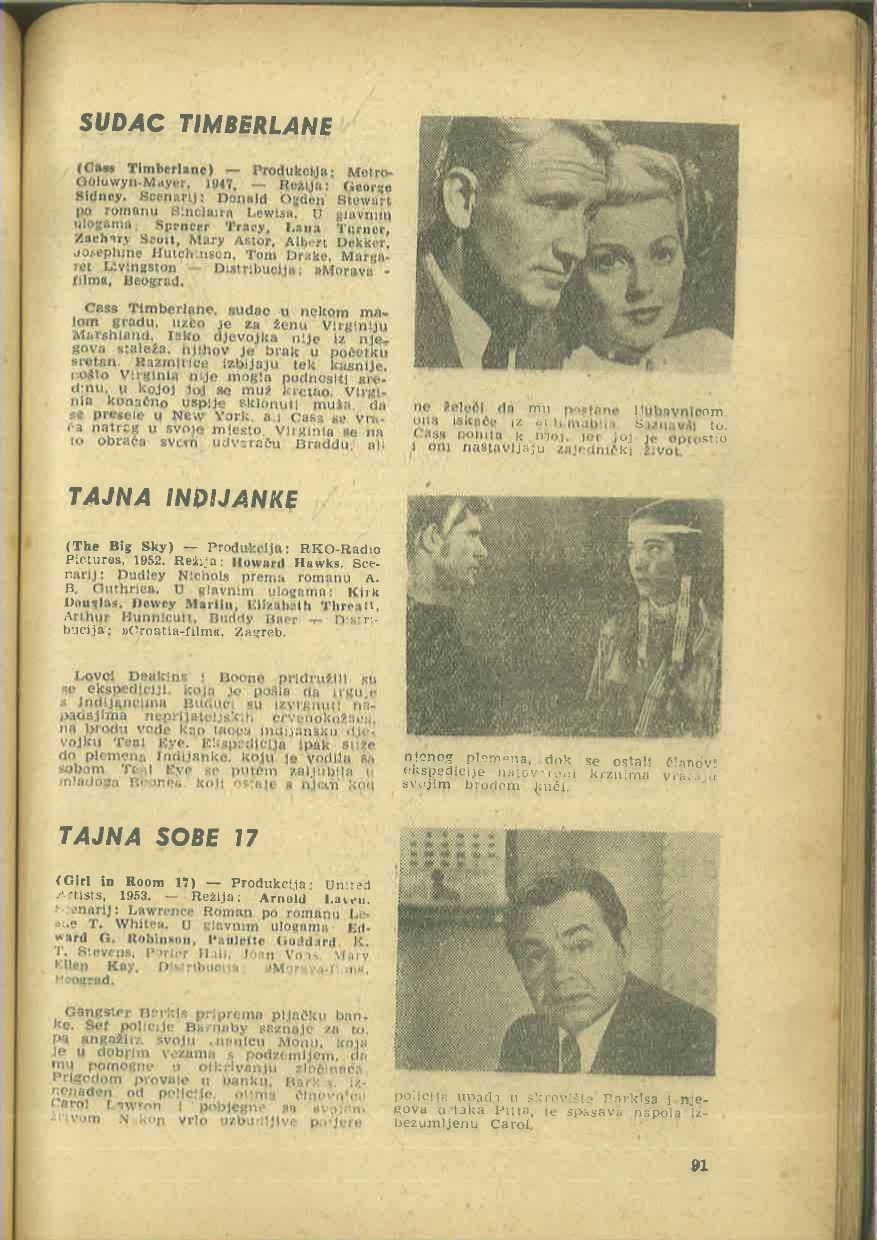 SUDAC TIMBERLANE
(Cass Timberlane) — Produkcija: Metro-
Goluwyn-Mayer, 1947, — Režija: George
Sidney. Scenarij: Donald Ogden Stewart
po romanu Sinclaira Lewisa. U glavnim
ulogama: Spencer Tracy, Lana Turner,
Zachary Scott, Mary Astor, Albert Dekker,
Josephine Hutchinson, Tom Drake, Marga-
ret Livingston — Distribucija: »Morava -
film«, Beograd.
Cass Timberlane, sudac u nekom ma-
lom gradu, uzeo je za ženu Virginiju
Marshland. Iako djevojka nije iz nje-
gova staleža, njihov je brak u početku
sretan. Razmirice izbijaju tek kasnije,
pošto Virginia nije mogla podnositi sre-
dinu, u kojoj joj se muž kretao. Virgi-
nia konačno uspije sklonuti muža, da
se presele u New York, ali Cass se vra-
ća natrag u svoje mjesto. Virginia se na
to obraća svom udvaraču Braddu, ali
ne želeći da mu postane ljubavnicom,
ona iskače iz automobila. Saznavši to,
Cass pohita k njoj, jer joj je oprostio
i oni nastavljaju zajednički život.
TAJNA INDIJANKE
(The Big Sky) — Produkcija: RKO-Radio
Pictures, 1952. Režija: Howard Hawks. Sce-
narij: Dudley Nichols prema romanu A.
B. Guthriea. U glavnim ulogama: Kirk
Douglas, Dewey Martin, Elizabeth Threatt,
Arthur Hunnicutt, Buddy Baer — Distri-
bucija: »Croatia-film«, Zagreb.
Lovci Deakins i Boone pridružili su
se ekspediciji, koja je pošla da trguje
s Indijancima Budući su izvrgnuti na-
padajima neprijateljskih crvenokožaca,
na brodu vode kao taoca indijansku dje-
vojku Teal Eye. Ekspedicija ipak stiže
do plemena Indijanke, koju je vodila sa
sobom. Teal Eye se putem zaljubila u
mladoga Boonea, koji ostaje s njom kod
njenog plemena, dok se ostali članovi
ekspedicije natovareni krznima vraćaju
svojim brodom kući.
TAJNA SOBE 17
(Girl in Room 17) — Produkcija: United
Artists, 1953. — Režija: Arnold Laven.
Scenarij: Lawrence Roman po romanu Le-
T. Whitea. U glavnim ulogama: Ed-
ward G. Robinson, Paulette Goddard, K.
T. Stevens, Porter Hall, Joan Vohs, Mary
Ellen Kay. Distribucija: »Morava-film«,
Beograd.
Gangster Barkis priprema pljačku ban-
ke. Šef policije Barnaby saznaje za to,
pa angažira svoju znanicu Monu, koja
je u dobrim vezama s podzemljem, da
mu pomogne u otkrivanju zločinaca.
Prigodom provale u banku, Barkis, iz-
nenađen od policije, otima činovnicu
Carol Lawson i pobjegne sa svojom
žrtvom Nakon vrlo uzbudljive potjere
policija upada u skrovište Barkisa i nje-
gova ortaka Pitta, te spasava napola iz-
bezumljenu Carol.
91